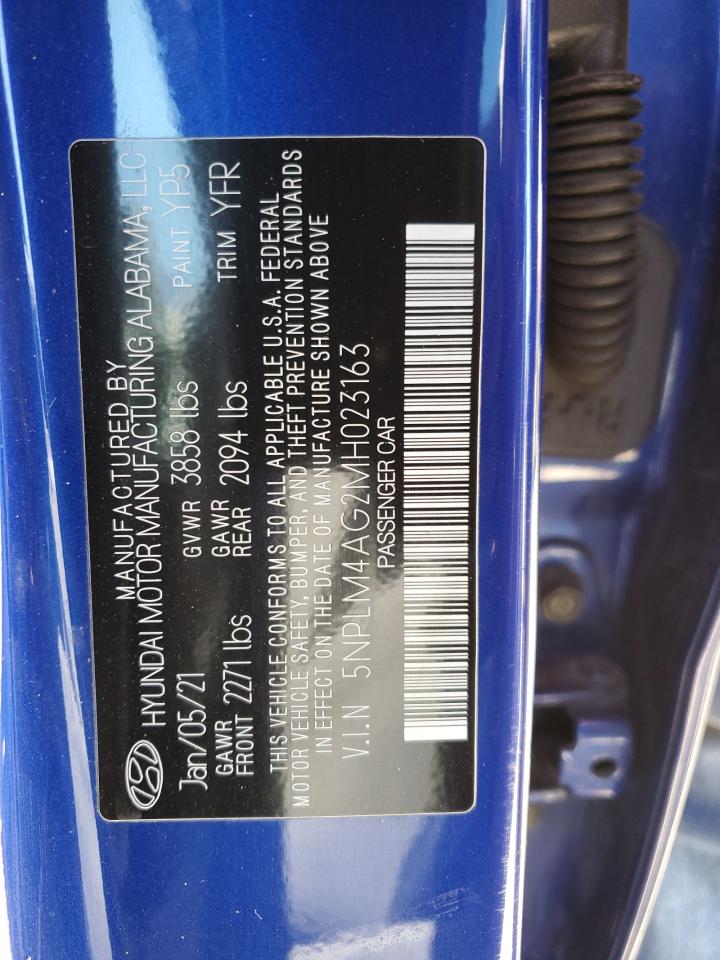 MANUFACTURED BY
HYUNDAI MOTOR MANUFACTURING ALABAMA, LLC
Jan/05/21 GVWR 3858 lbs PAINT YP5
GAWR FRONT 2271 lbs GAWR REAR 2094 lbs TRIM YFR
THIS VEHICLE CONFORMS TO ALL APPLICABLE U.S.A. FEDERAL
MOTOR VEHICLE SAFETY, BUMPER, AND THEFT PREVENTION STANDARDS
IN EFFECT ON THE DATE OF MANUFACTURE SHOWN ABOVE
V.I.N 5NPLM4AG2MH023163
PASSENGER CAR